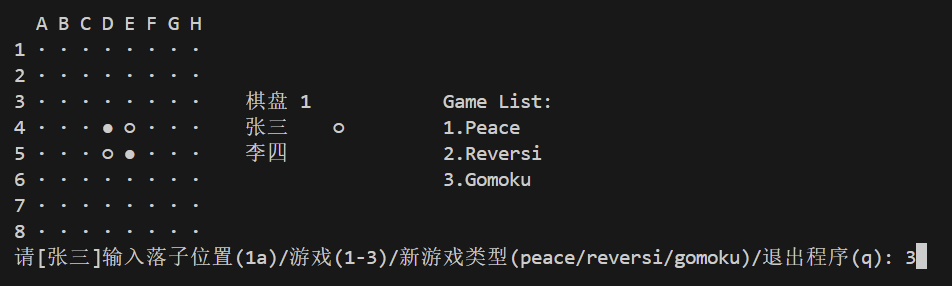 A B C D E F G H
1 · · · · · · · ·
2 · · · · · · · ·
3 · · · · · · · · 棋盘 1 Game List:
4 · · · ● ○ · · · 张三 ○ 1.Peace
5 · · · ○ ● · · · 李四 2.Reversi
6 · · · · · · · · 3.Gomoku
7 · · · · · · · ·
8 · · · · · · · ·
请[张三]输入落子位置(1a)/游戏(1-3)/新游戏类型(peace/reversi/gomoku)/退出程序(q): 3